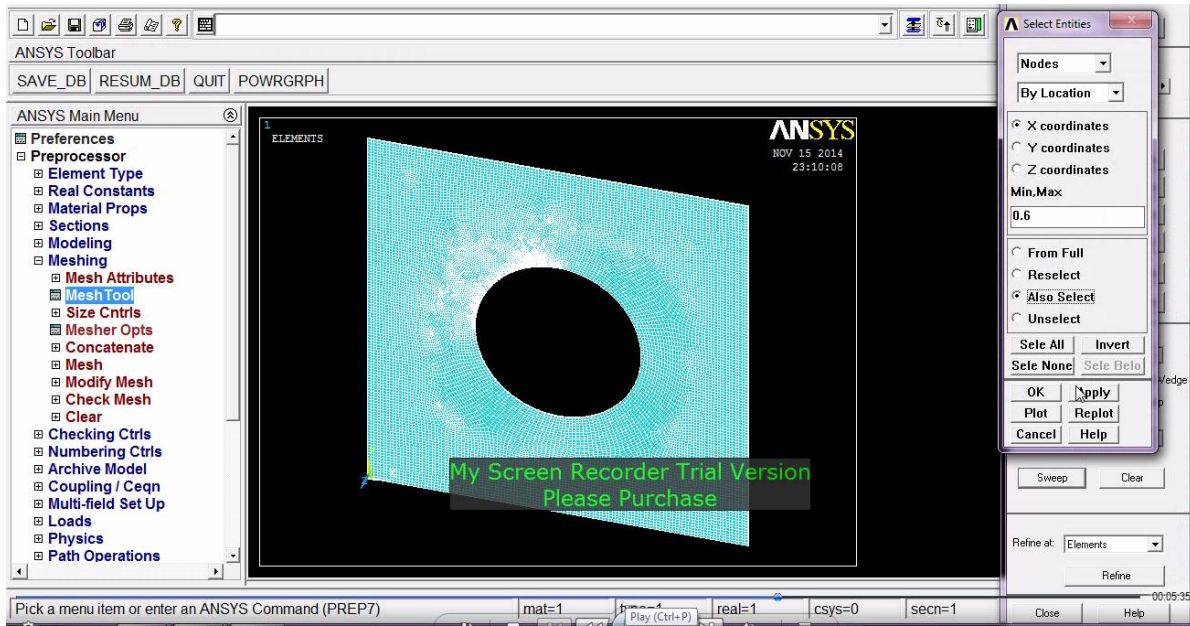 ANSYS Toolbar
SAVE_DB RESUM_DB QUIT POWRGRPH
ANSYS Main Menu
Preferences
Preprocessor
Element Type
Real Constants
Material Props
Sections
Modeling
Meshing
Mesh Attributes
MeshTool
Size Cntrls
Mesher Opts
Concatenate
Mesh
Modify Mesh
Check Mesh
Clear
Checking Ctrls
Numbering Ctrls
Archive Model
Coupling / Ceqn
Multi-field Set Up
Loads
Physics
Path Operations
1
ELEMENTS
ANSYS
NOV 15 2014
23:10:08
My Screen Recorder Trial Version
Please Purchase
Select Entities
Nodes
By Location
X coordinates
Y coordinates
Z coordinates
Min,Max
0.6
From Full
Reselect
Also Select
Unselect
Sele All Invert
Sele None Sele Belo
OK Apply
Plot Replot
Cancel Help
Sweep Clear
Refine at: Elements
Refine
00:05:35
Close Help
Pick a menu item or enter an ANSYS Command (PREP7)
mat=1 real=1 csys=0 secn=1
Play (Ctrl+P)